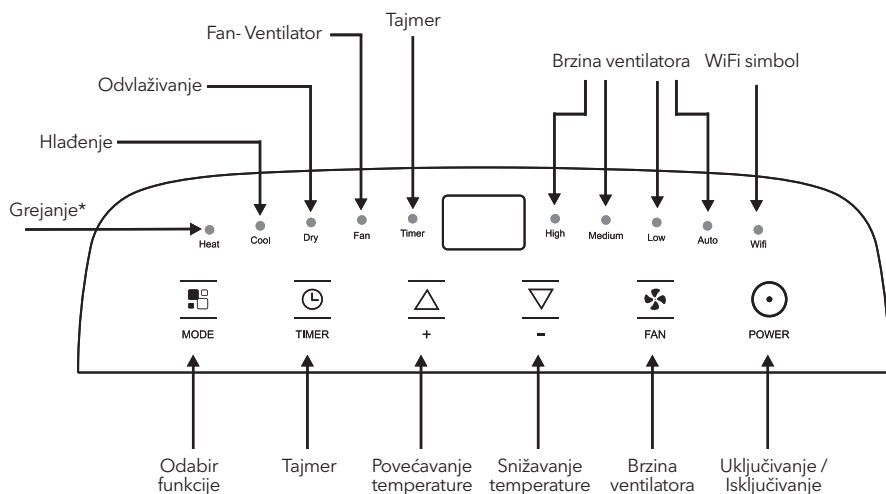 Tajmer
Fan- Ventilator
Brzina ventilatora
WiFi simbol
Odvlaživanje
Hlađenje
Grejanje*
Heat
Cool
Dry
Fan
Timer
High
Medium
Low
Auto
Wifi
MODE
TIMER
+
-
FAN
POWER
Odabir
funkcije
Tajmer
Povećavanje
temperature
Snižavanje
temperature
Brzina
ventilatora
Uključivanje /
Isključivanje